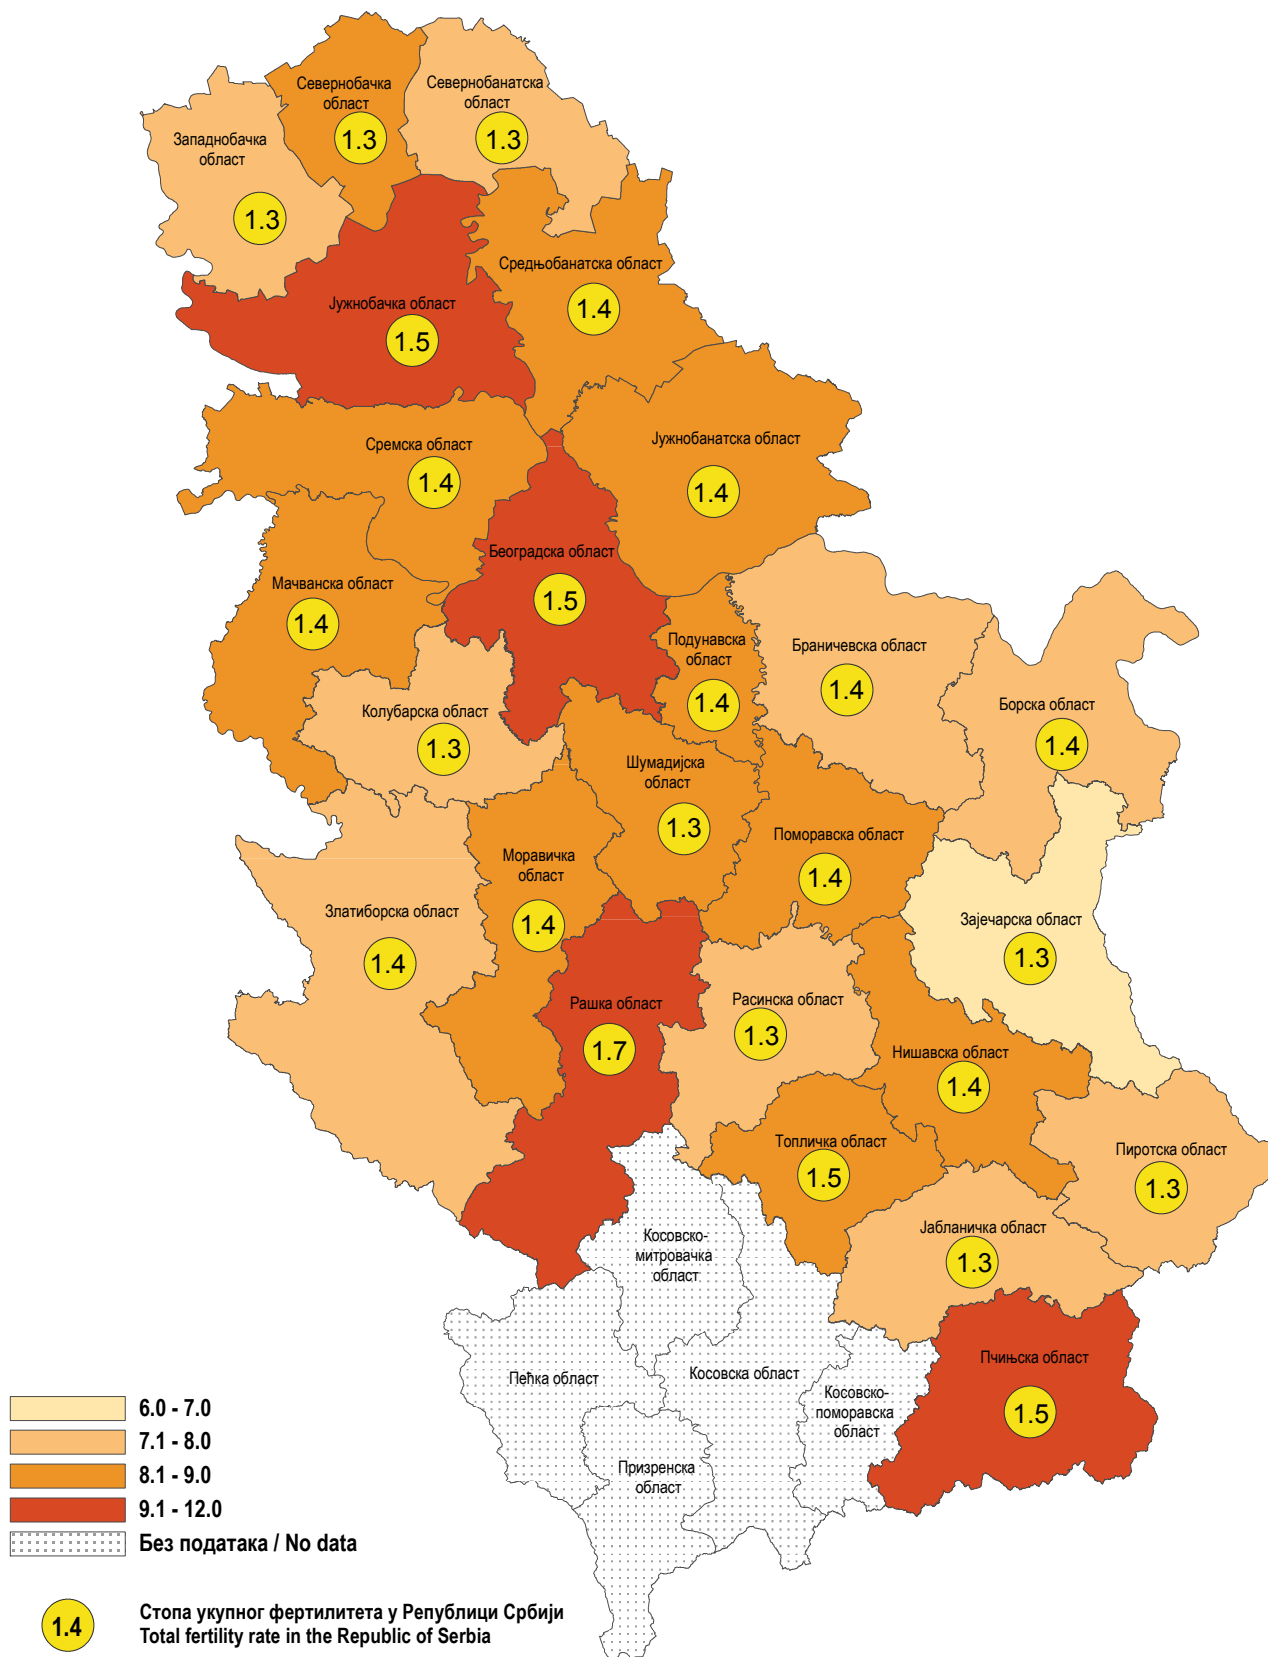 Севернобачка
област
1.3
Севернобанатска
област
1.3
Западнобачка
област
1.3
Средњобанатска област
1.4
Јужнобачка област
1.5
Сремска област
1.4
Јужнобанатска област
1.4
Београдска област
1.5
Мачванска област
1.4
Подунавска
област
1.4
Браничевска област
1.4
Борска област
1.4
Колубарска област
1.3
Шумадијска
област
1.3
Поморавска област
1.4
Моравичка
област
1.4
Златиборска област
1.4
Зајечарска област
1.3
Рашка област
1.7
Расинска област
1.3
Нишавска област
1.4
Топличка област
1.5
Пиротска област
1.3
Јабланичка област
1.3
Косовско-
митровачка
област
Пећка област
Косовска област
Косовско-
поморавска
област
Пчињска област
1.5
Призренска
област
6.0 - 7.0
7.1 - 8.0
8.1 - 9.0
9.1 - 12.0
Без података / No data
1.4
Стопа укупног фертилитета у Републици Србији
Total fertility rate in the Republic of Serbia